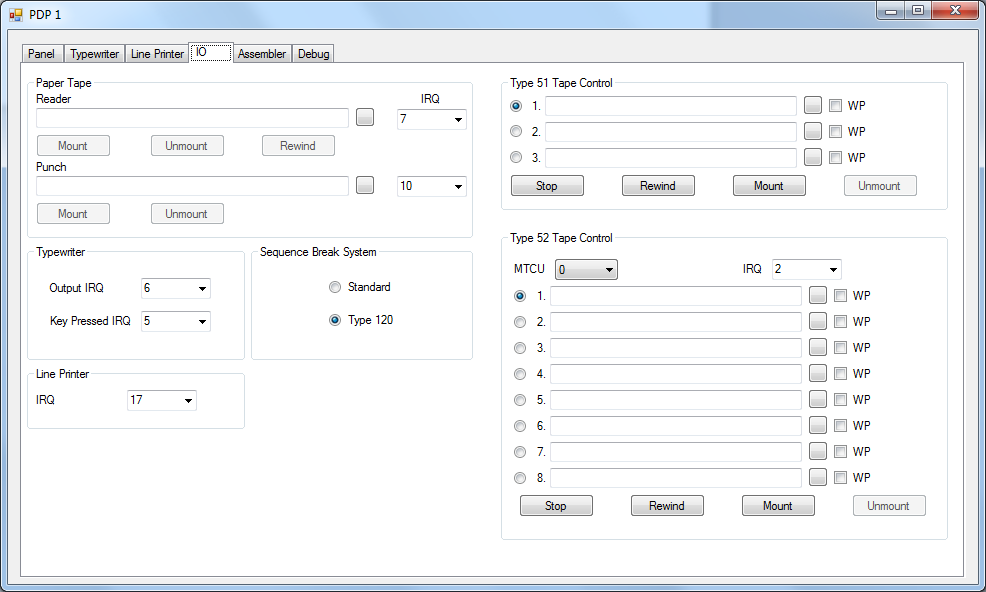 PDP 1
Panel Typewriter Line Printer IO Assembler Debug
Paper Tape
Reader IRQ
7
Mount Unmount Rewind
Punch
10
Mount Unmount
Typewriter
Output IRQ 6
Key Pressed IRQ 5
Sequence Break System
Standard
Type 120
Line Printer
IRQ 17
Type 51 Tape Control
1. WP
2. WP
3. WP
Stop Rewind Mount Unmount
Type 52 Tape Control
MTCU 0 IRQ 2
1. WP
2. WP
3. WP
4. WP
5. WP
6. WP
7. WP
8. WP
Stop Rewind Mount Unmount